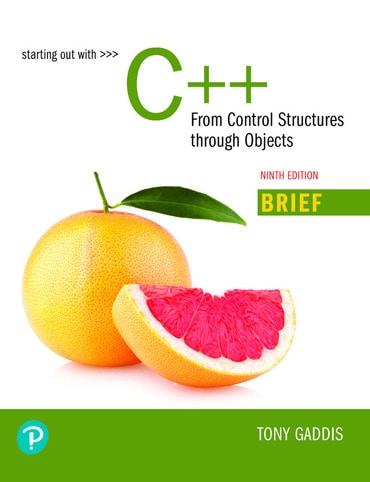 starting out with >>>
C++
From Control Structures
through Objects
NINTH EDITION
BRIEF
P
TONY GADDIS